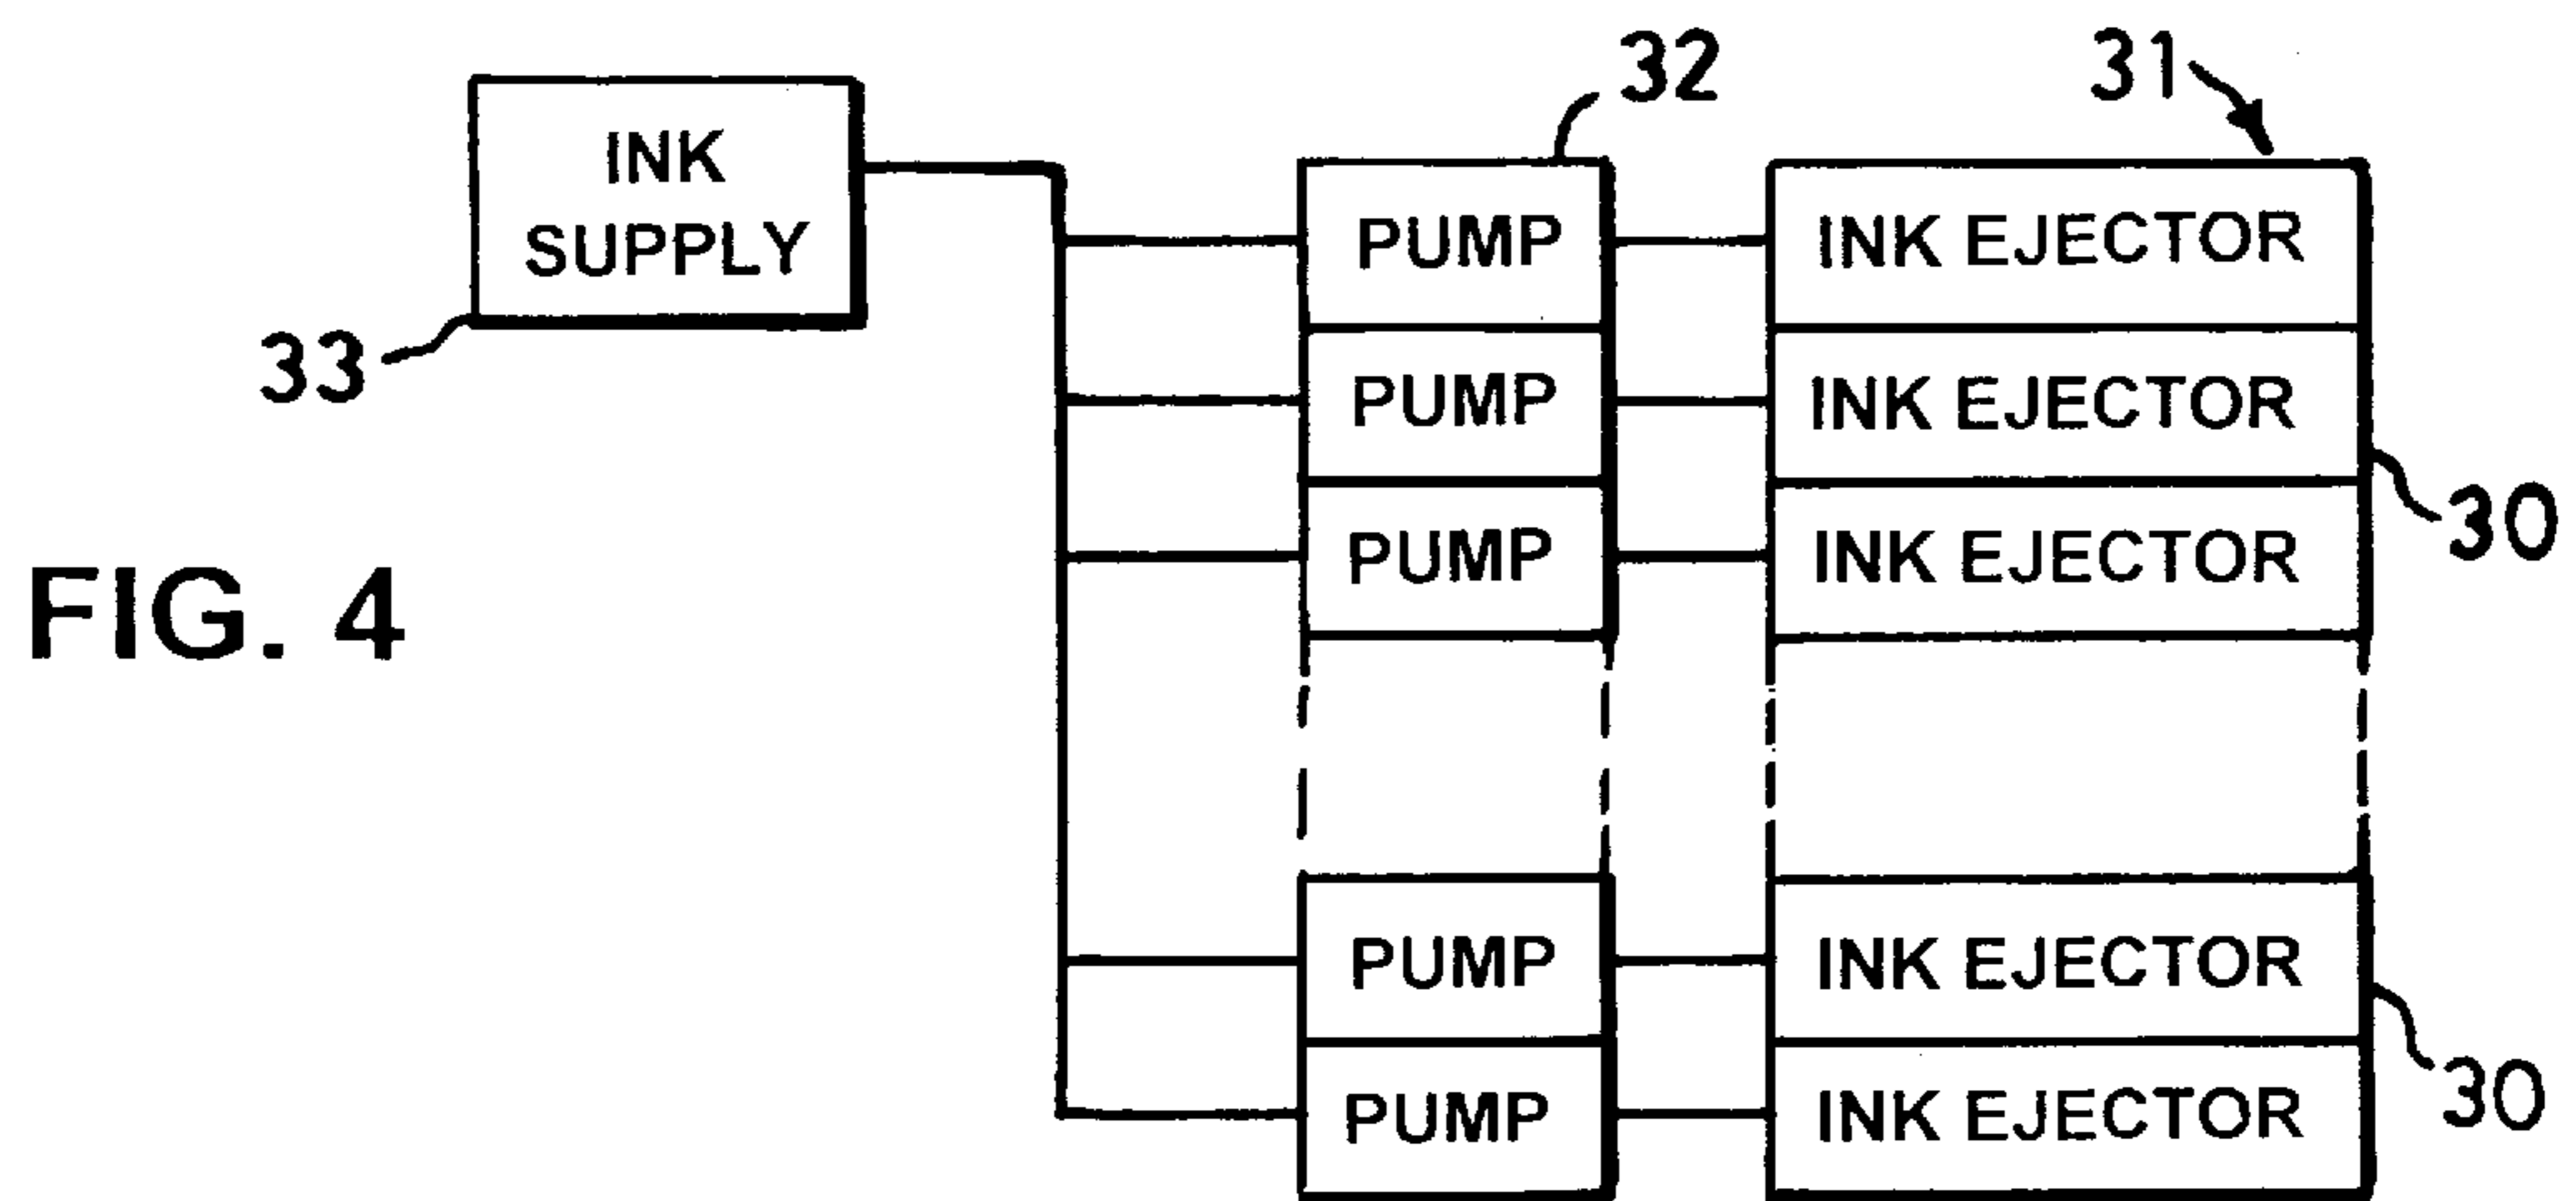 32
31
INK
SUPPLY
33
PUMP
INK EJECTOR
PUMP
INK EJECTOR
30
PUMP
INK EJECTOR
FIG. 4
PUMP
INK EJECTOR
30
PUMP
INK EJECTOR